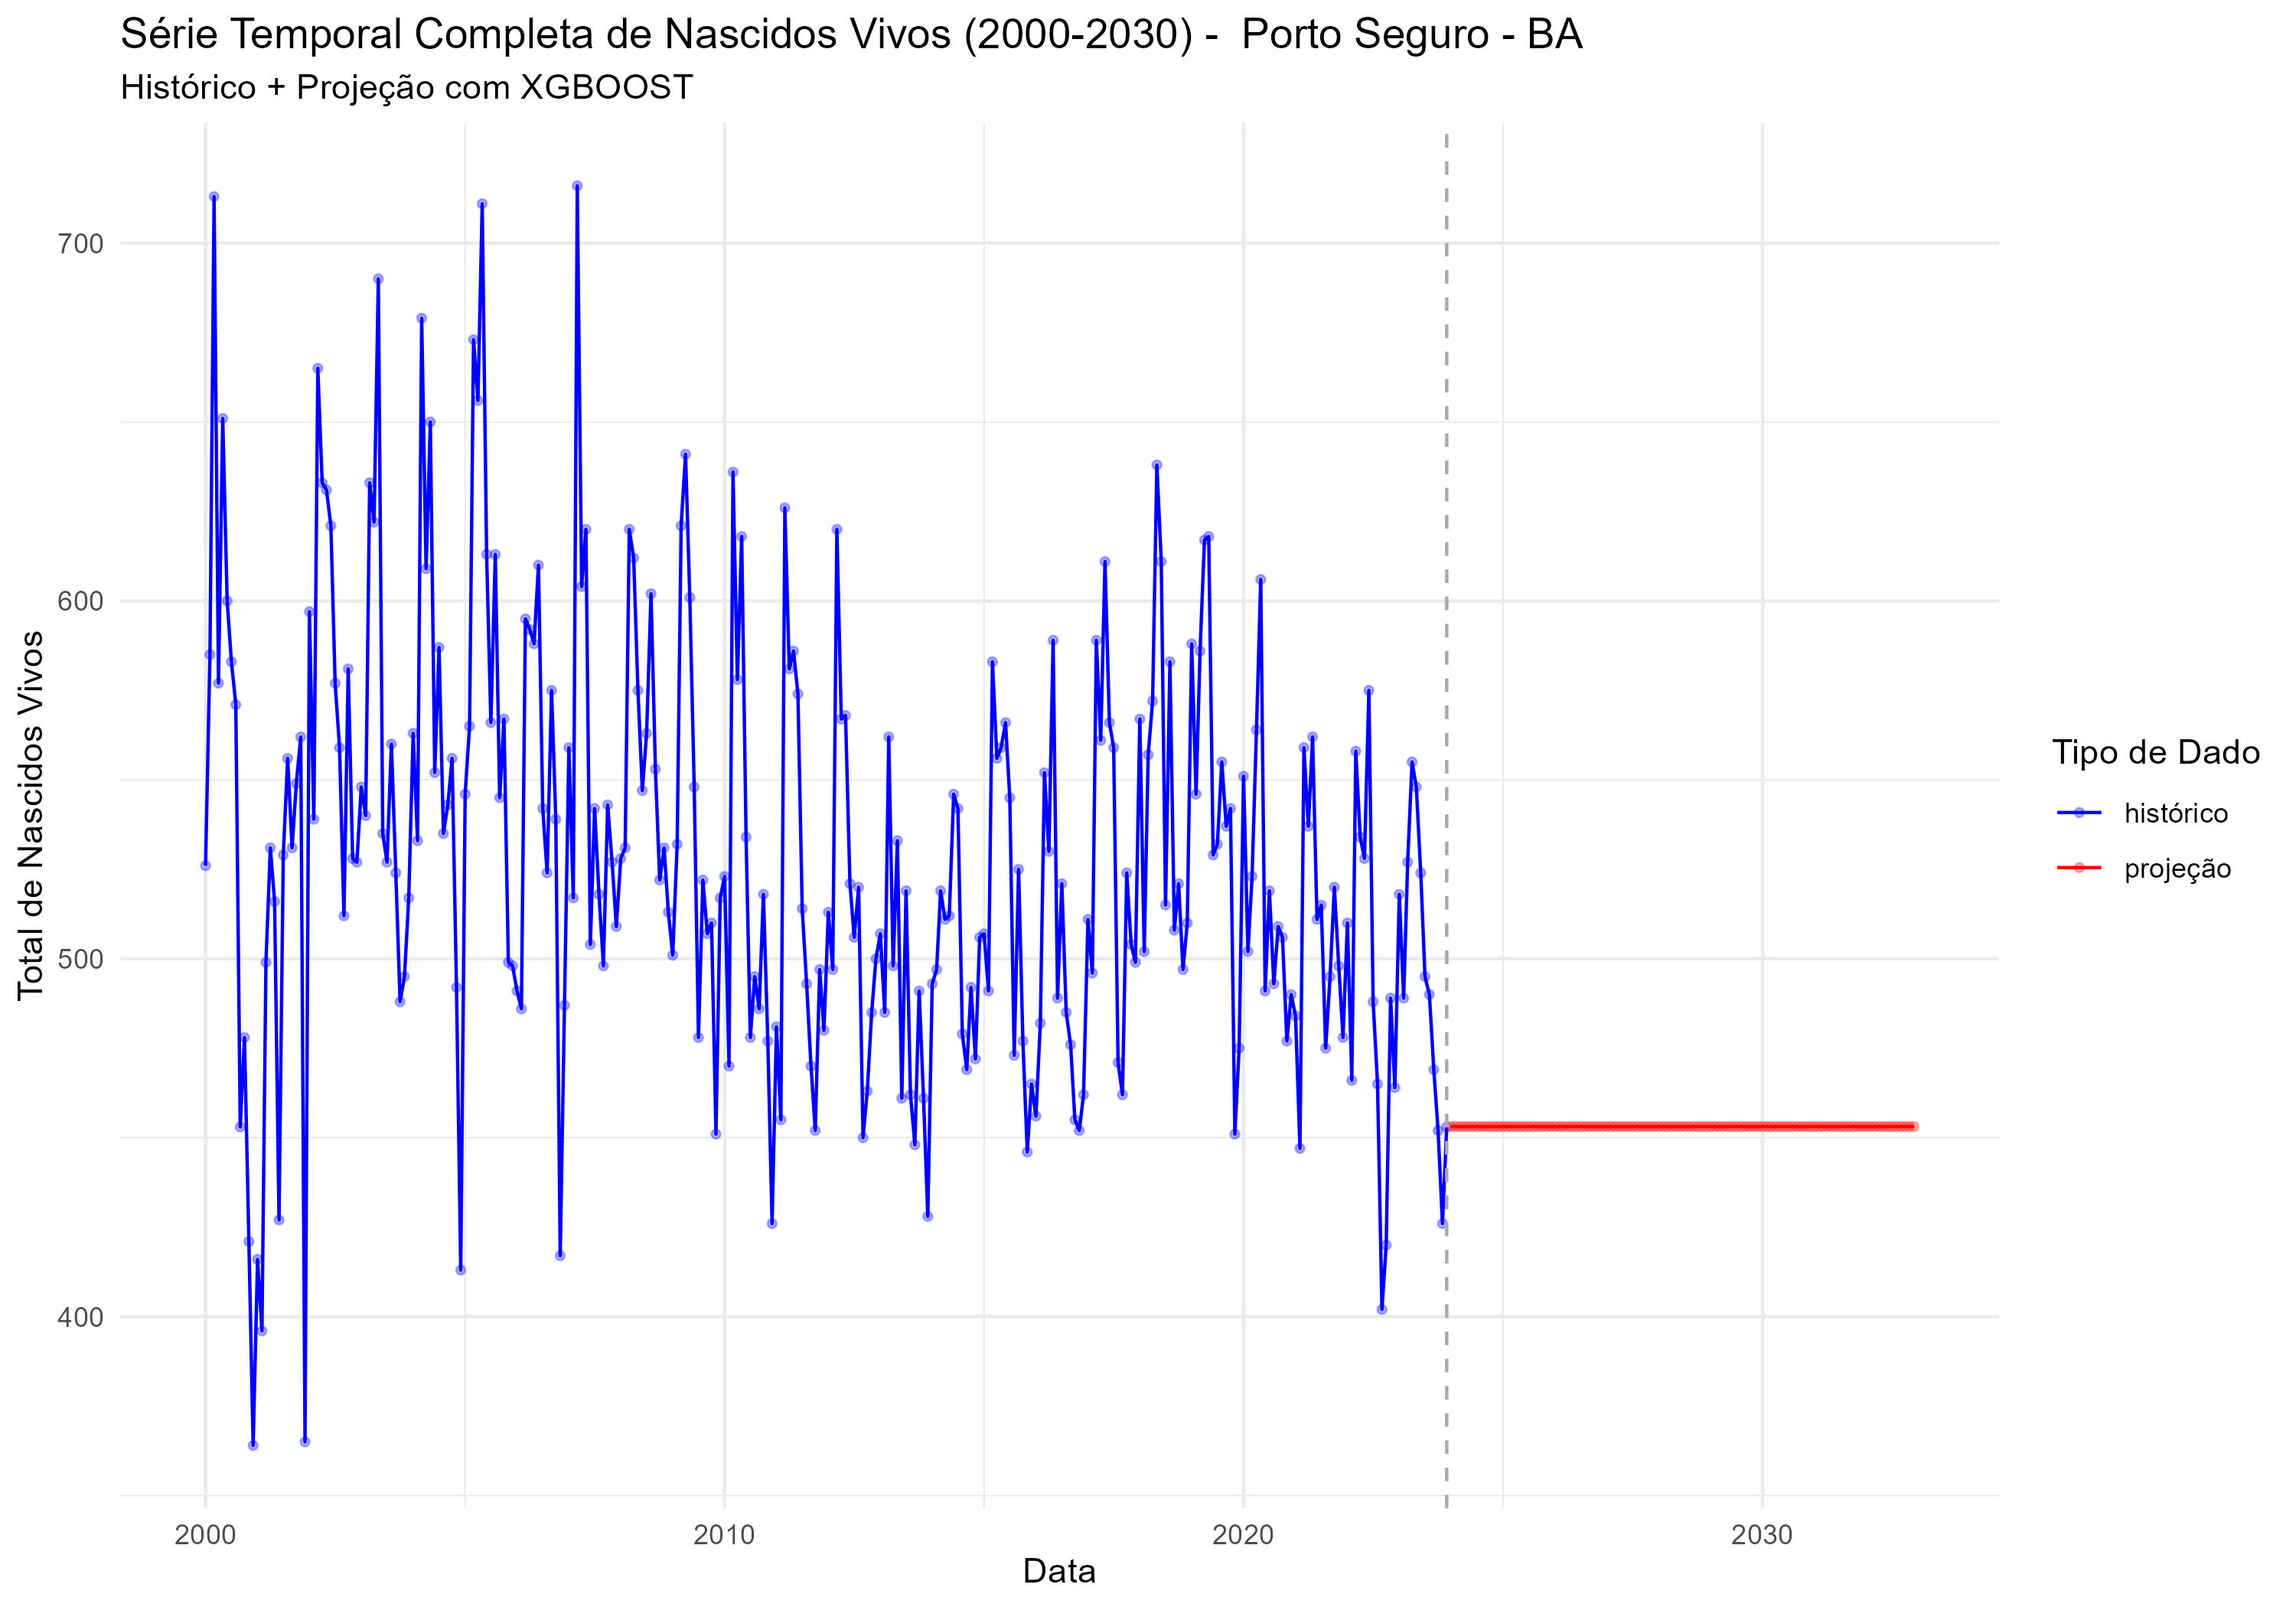 Série Temporal Completa de Nascidos Vivos (2000-2030) -  Porto Seguro - BA
Histórico + Projeção com XGBOOST
Total de Nascidos Vivos
700
600
500
400
2000
2010
2020
2030
Data
Tipo de Dado
histórico
projeção